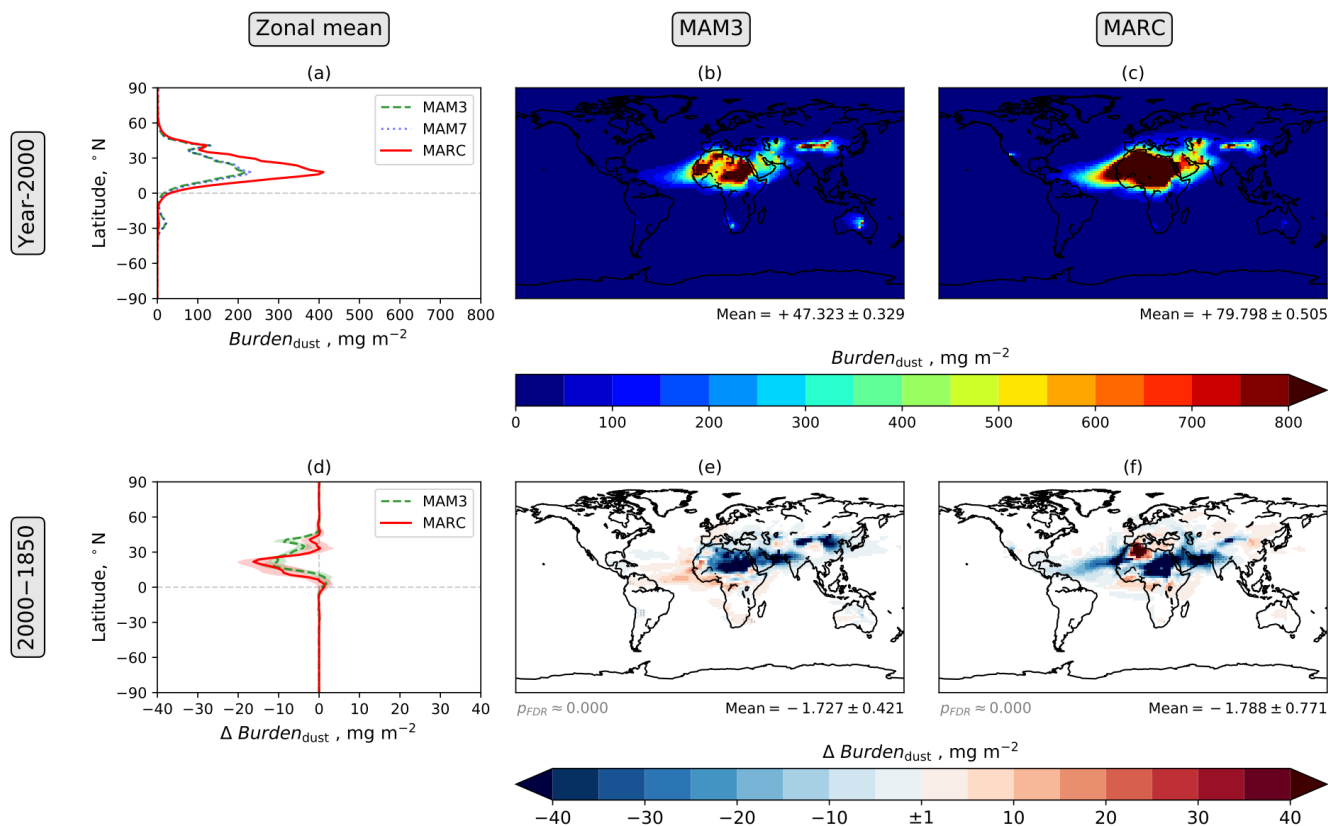 Zonal mean
MAM3
MARC
Year-2000
(a)
Latitude, ° N
90
60
30
0
−30
−60
−90
MAM3
MAM7
MARC
0 100 200 300 400 500 600 700 800
Burden_dust , mg m⁻²
(b)
Mean = +47.323 ± 0.329
(c)
Mean = +79.798 ± 0.505
Burden_dust , mg m⁻²
0 100 200 300 400 500 600 700 800
2000−1850
(d)
Latitude, ° N
90
60
30
0
−30
−60
−90
MAM3
MARC
−40 −30 −20 −10 0 10 20 30 40
Δ Burden_dust , mg m⁻²
(e)
p_FDR ≈ 0.000 Mean = −1.727 ± 0.421
(f)
p_FDR ≈ 0.000 Mean = −1.788 ± 0.771
Δ Burden_dust , mg m⁻²
−40 −30 −20 −10 ±1 10 20 30 40